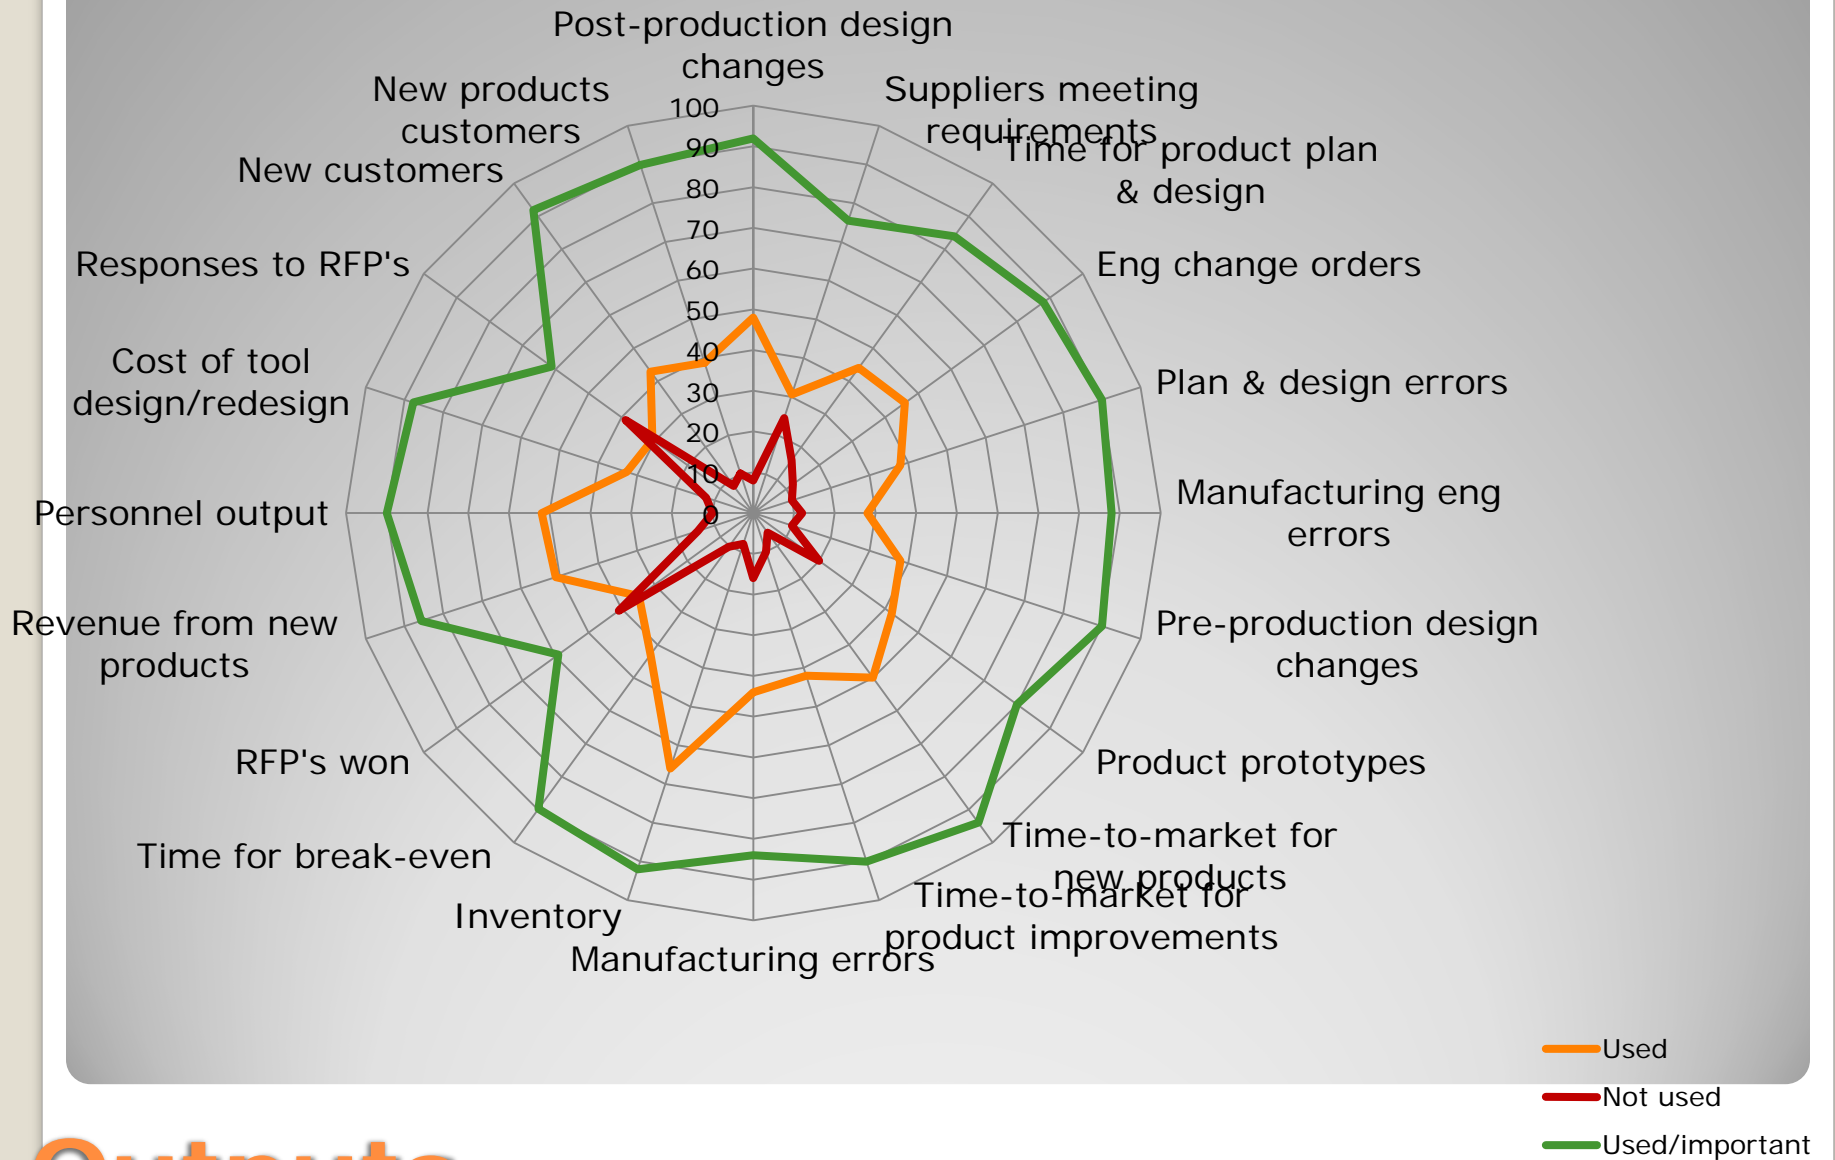 Post-production design
changes
Suppliers meeting
requirements
Time for product plan
& design
Eng change orders
Plan & design errors
Manufacturing eng
errors
Pre-production design
changes
Product prototypes
Time-to-market for
new products
Time-to-market for
product improvements
Manufacturing errors
Inventory
Time for break-even
RFP's won
Revenue from new
products
Personnel output
Cost of tool
design/redesign
Responses to RFP's
New customers
New products
customers
100
90
80
70
60
50
40
30
20
10
0
Used
Not used
Used/important
Outputs